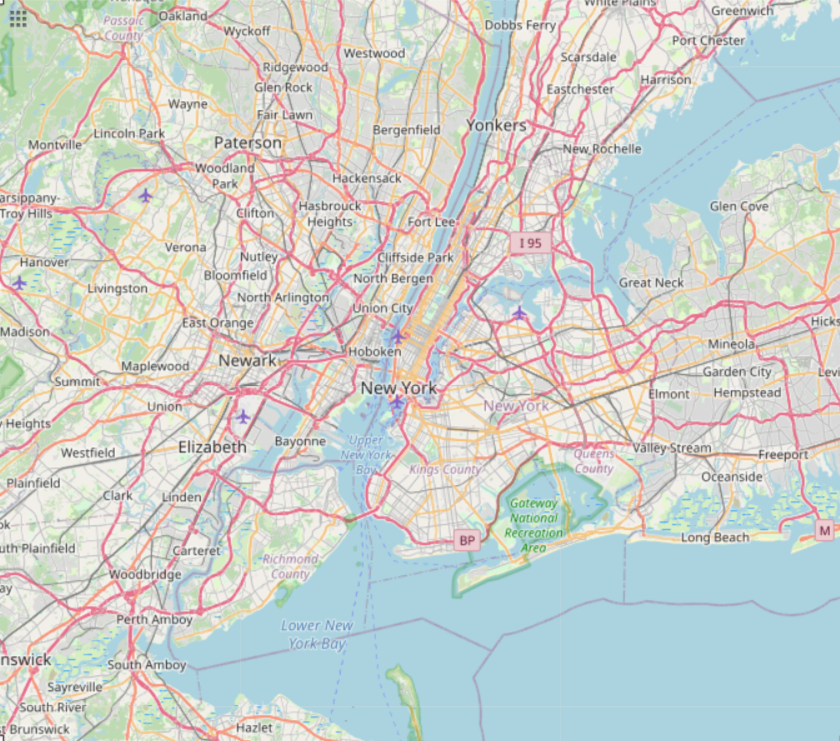 White Plains
Greenwich
Passaic
County
Oakland
Dobbs Ferry
Wyckoff
Port Chester
Westwood
Scarsdale
Ridgewood
Harrison
Glen Rock
Eastchester
Wayne
Fair Lawn
Yonkers
Lincoln Park
Bergenfield
Paterson
Montville
New Rochelle
Woodland
Park
Hackensack
arsippany-
Troy Hills
Hasbrouck
Heights
Glen Cove
Clifton
Fort Lee
I 95
Verona
Nutley
Cliffside Park
Hanover
Bloomfield
North Bergen
Great Neck
Livingston
North Arlington
Union City
East Orange
Hicks
Madison
Mineola
Hoboken
Newark
Maplewood
Garden City
Summit
New York
Elmont
Hempstead
Levi
Union
New York
y Heights
Elizabeth
Bayonne
Upper
New York
Bay
Valley Stream
Westfield
Queens
County
Freeport
Kings County
Plainfield
Oceanside
Clark
Linden
Gateway
National
Recreation
Area
ok
M
BP
Long Beach
uth Plainfield
Carteret
Richmond
County
Woodbridge
ay
Perth Amboy
Lower New
York Bay
nswick
South Amboy
Sayreville
South River
st Brunswick
Hazlet